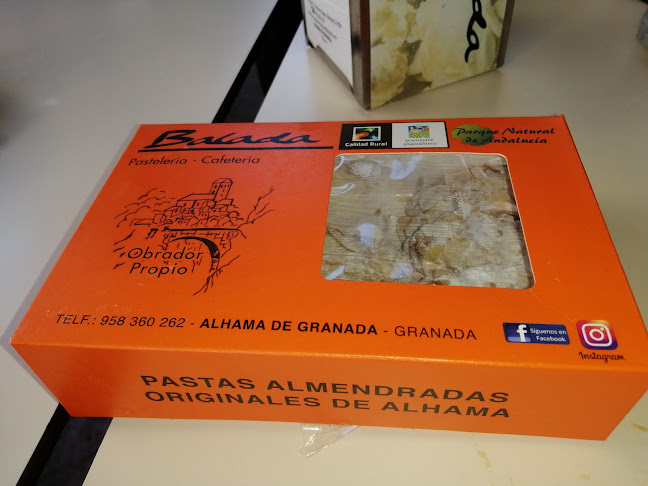 Balada
Pastelería - Cafetería
Calidad Rural
Parque Natural
de Andalucía
Obrador
Propio
TELF.: 958 360 262 - ALHAMA DE GRANADA - GRANADA
Síguenos en
Facebook
Instagram
PASTAS ALMENDRADAS
ORIGINALES DE ALHAMA